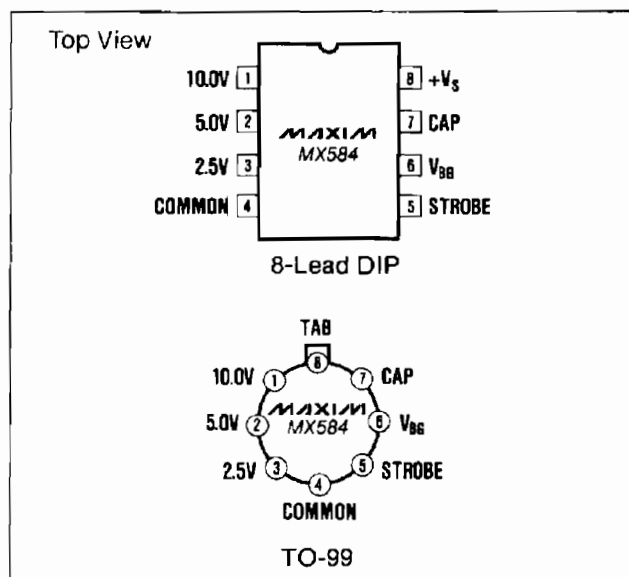 Top View
10.0V 1 8 +VS
5.0V 2 MAXIM 7 CAP
2.5V 3 MX584 6 VBG
COMMON 4 5 STROBE
8-Lead DIP
TAB
8
10.0V 1 7 CAP
5.0V 2 MAXIM MX584 6 VBG
2.5V 3 5 STROBE
4
COMMON
TO-99